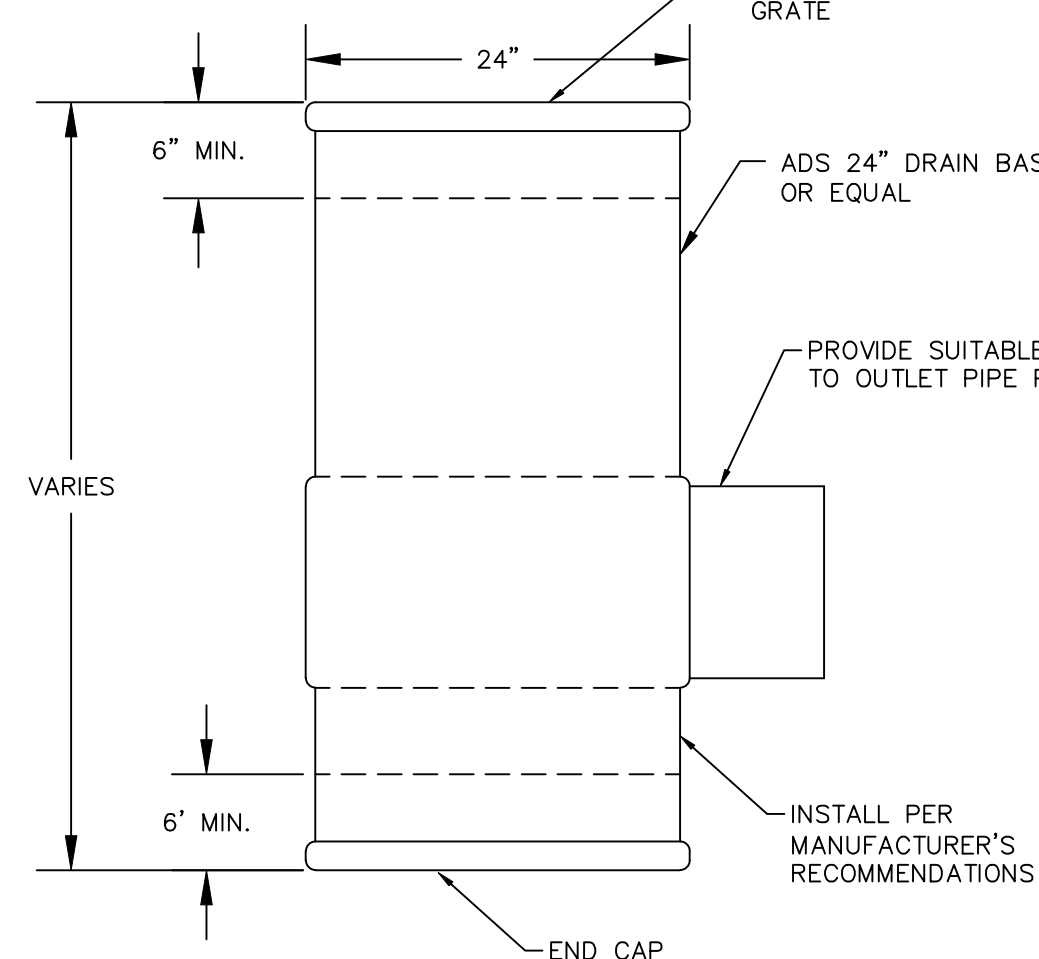 GRATE
24”
6” MIN.
ADS 24” DRAIN BAS
OR EQUAL
PROVIDE SUITABLE
TO OUTLET PIPE
VARIES
6’ MIN.
INSTALL PER
MANUFACTURER’S
RECOMMENDATIONS
END CAP